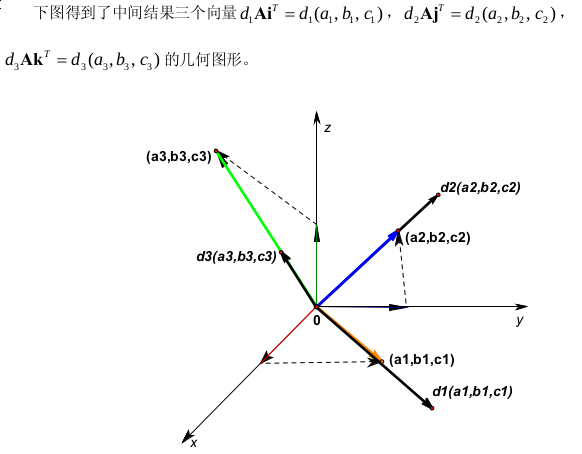 下图得到了中间结果三个向量 d₁Aiᵀ = d₁(a₁, b₁, c₁)， d₂Ajᵀ = d₂(a₂, b₂, c₂)，
d₃Akᵀ = d₃(a₃, b₃, c₃) 的几何图形。
z
(a3,b3,c3)
d2(a2,b2,c2)
(a2,b2,c2)
d3(a3,b3,c3)
0
y
(a1,b1,c1)
d1(a1,b1,c1)
x